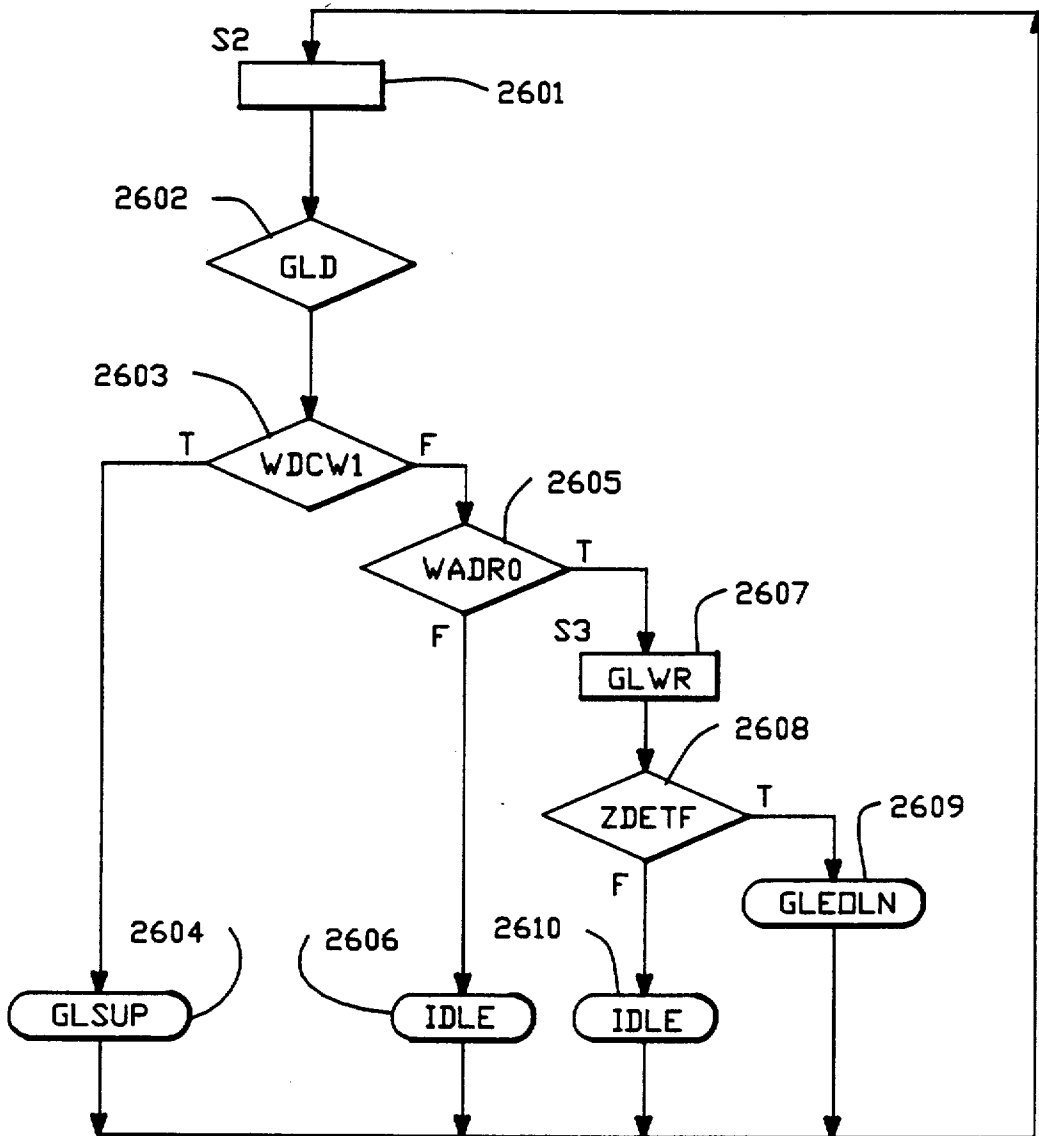 S2
2601
2602
GLD
2603
T
WDCW1
F
2605
WADR0
T
F
2607
S3
GLWR
2608
ZDETF
T
F
2609
GLEOLN
2604
GLSUP
2606
IDLE
2610
IDLE